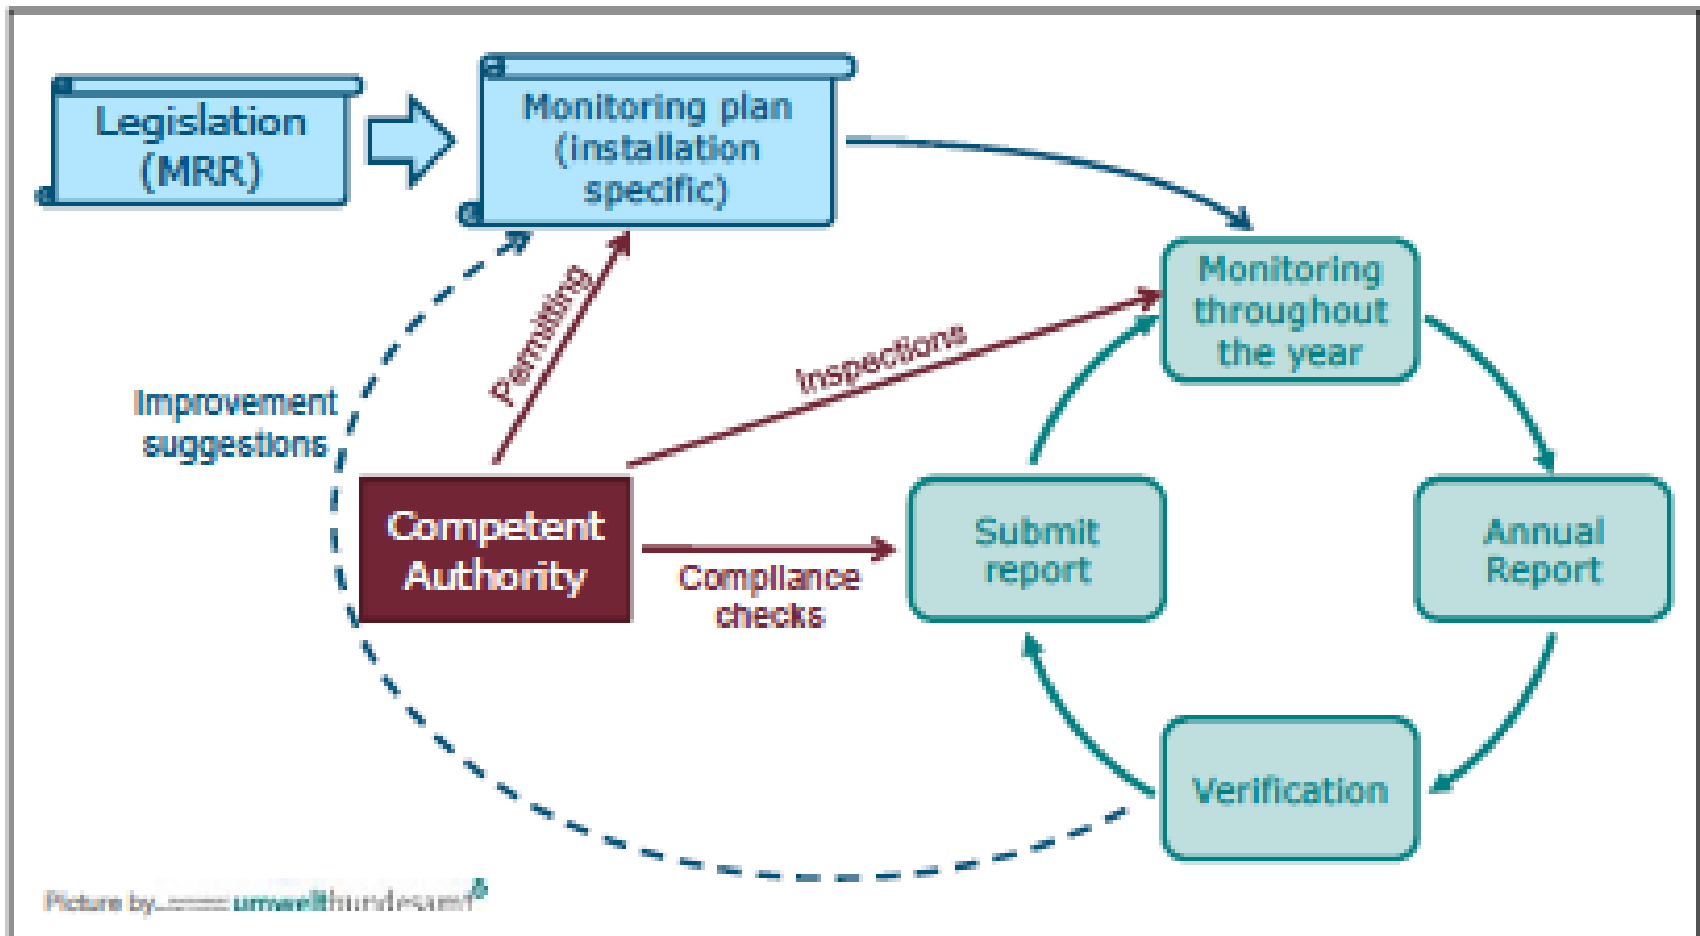 Legislation
(MRR)
Monitoring plan
(installation
specific)
Monitoring
throughout
the year
Permitting
Inspections
Improvement
suggestions
Competent
Authority
Compliance
checks
Submit
report
Annual
Report
Verification
Picture by umweltbundesamt